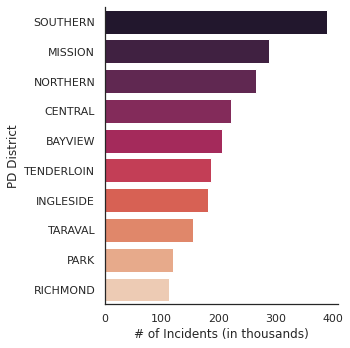 SOUTHERN
MISSION
NORTHERN
CENTRAL
BAYVIEW
TENDERLOIN
INGLESIDE
TARAVAL
PARK
RICHMOND
PD District
0 100 200 300 400
# of Incidents (in thousands)